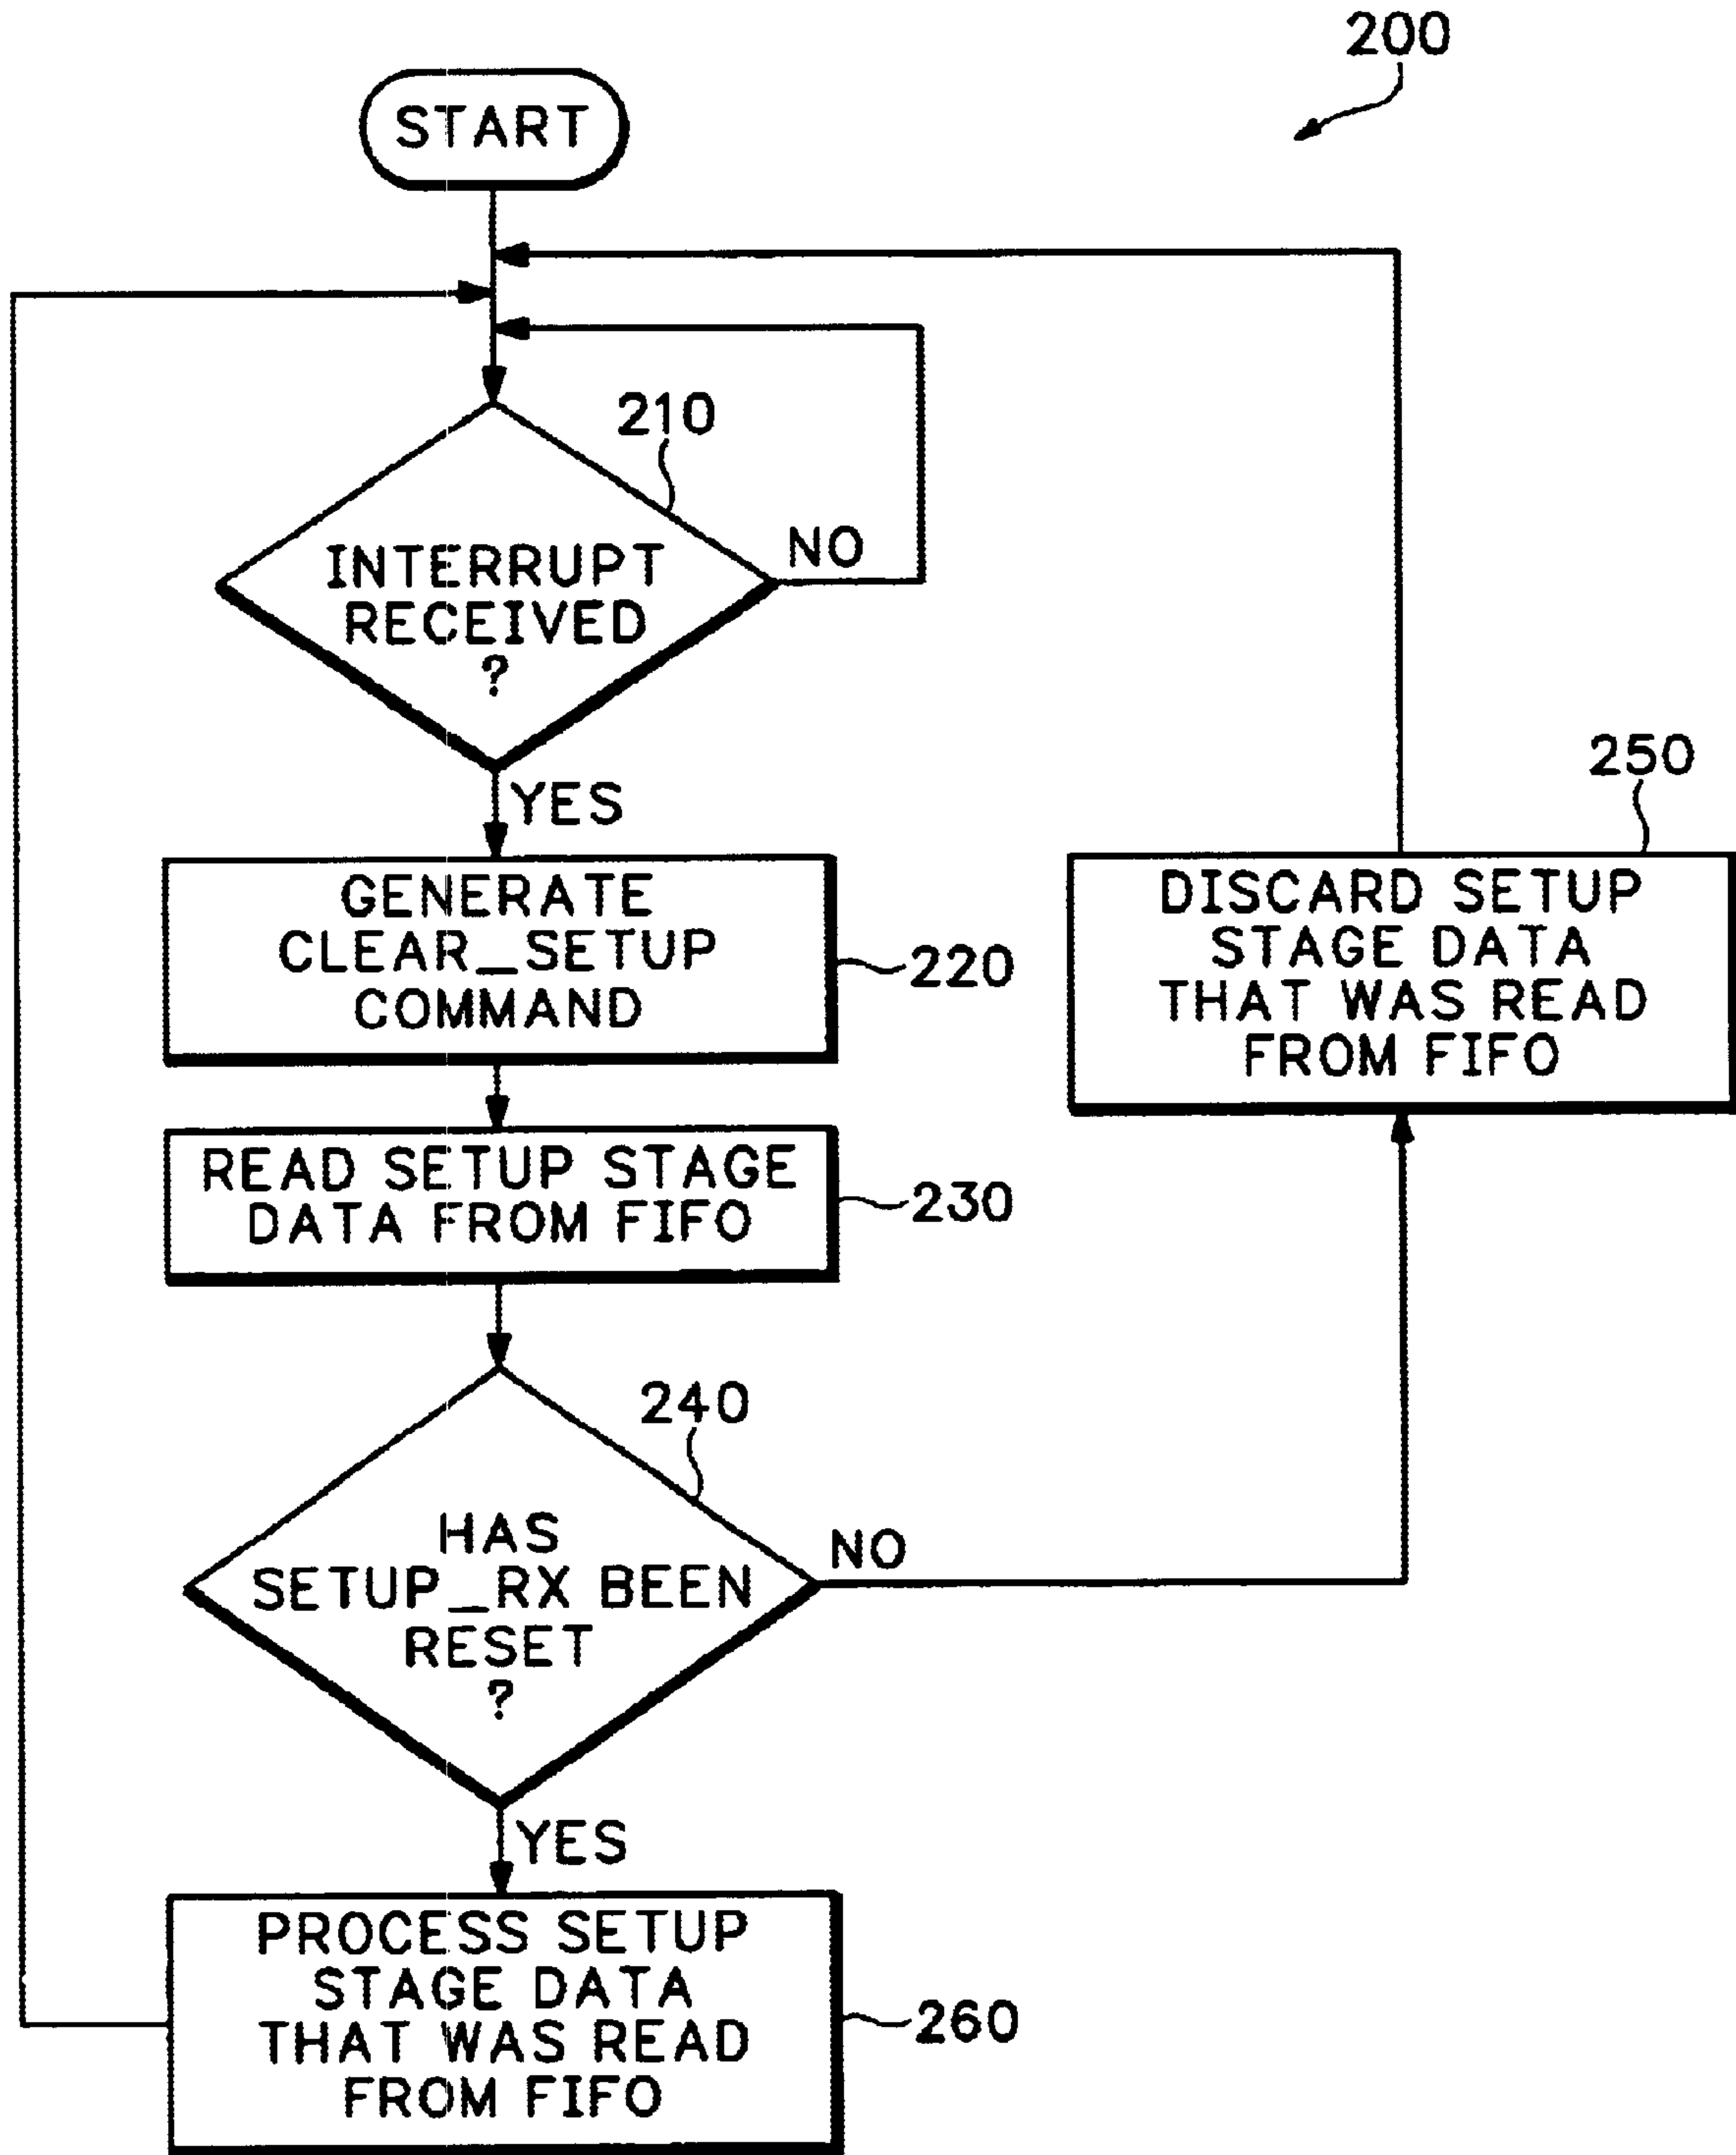 200
START
210
INTERRUPT
RECEIVED
?
NO
YES
GENERATE
CLEAR_SETUP
COMMAND
220
250
DISCARD SETUP
STAGE DATA
THAT WAS READ
FROM FIFO
READ SETUP STAGE
DATA FROM FIFO
230
240
HAS
SETUP_RX BEEN
RESET
?
NO
YES
PROCESS SETUP
STAGE DATA
THAT WAS READ
FROM FIFO
260